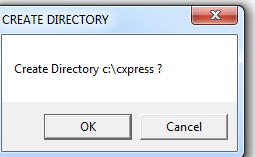 CREATE DIRECTORY
Create Directory c:\cxpress ?
OK
Cancel